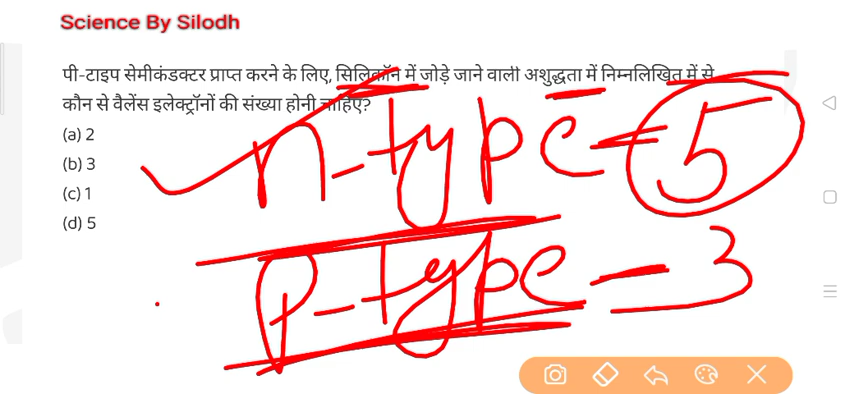 Science By Silodh
पी-टाइप सेमीकंडक्टर प्राप्त करने के लिए, सिलिकॉन में जोड़े जाने वाली अशुद्धता में निम्नलिखित में से
कौन से वैलेंस इलेक्ट्रॉनों की संख्या होनी चाहिए?
(a) 2
(b) 3
(c) 1
(d) 5
n-type = 5
p-type - 3